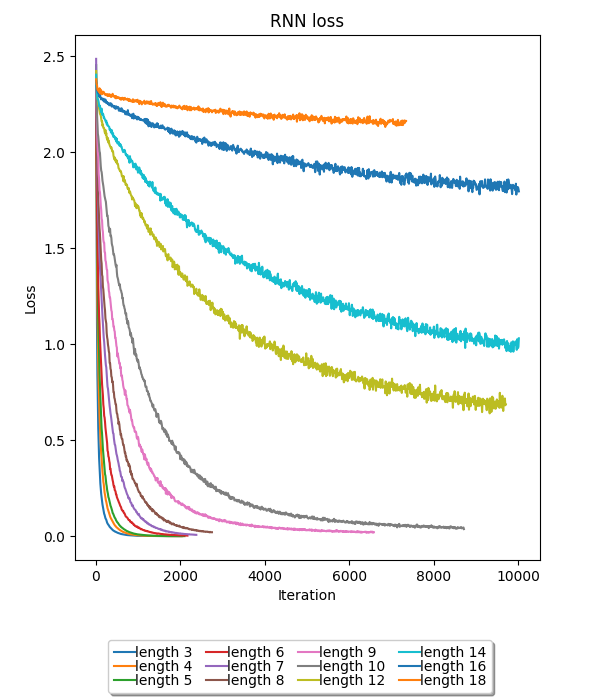 RNN loss
2.5
2.0
1.5
1.0
0.5
0.0
Loss
0 2000 4000 6000 8000 10000
Iteration
length 3 length 6 length 9 length 14
length 4 length 7 length 10 length 16
length 5 length 8 length 12 length 18